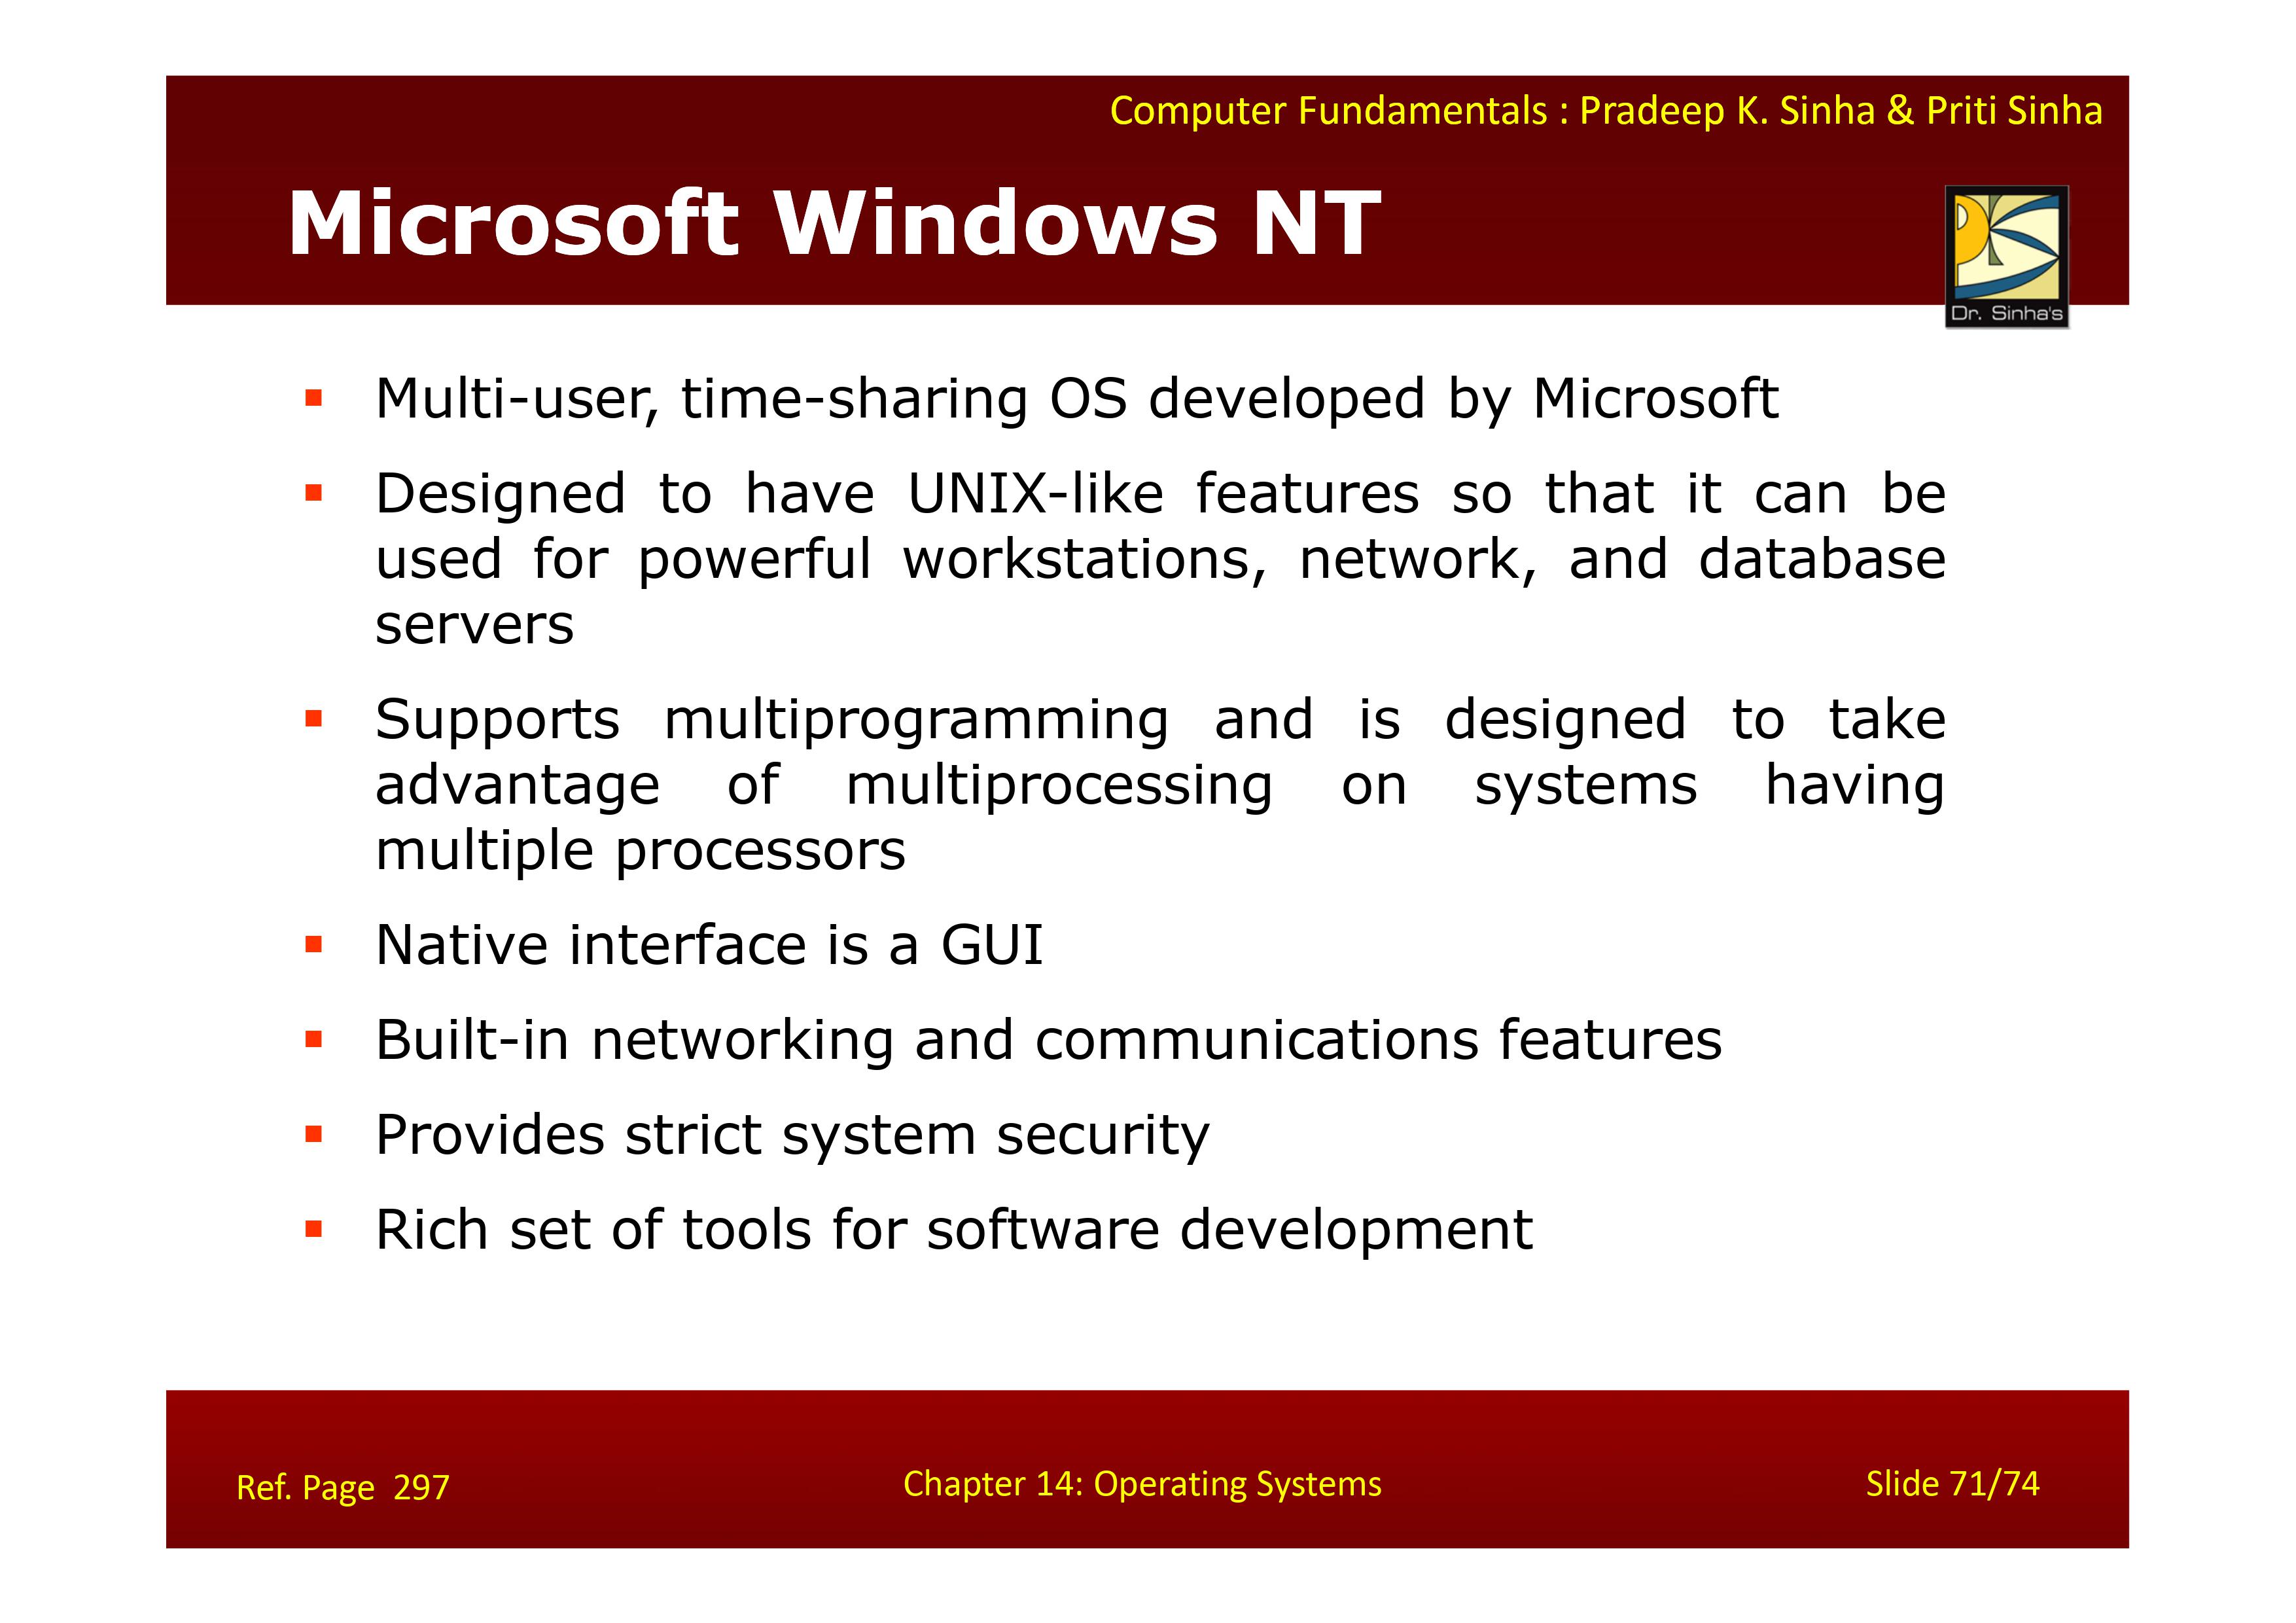 Computer Fundamentals : Pradeep K. Sinha & Priti Sinha
Microsoft Windows NT
Dr. Sinha's
▪ Multi-user, time-sharing OS developed by Microsoft
▪ Designed to have UNIX-like features so that it can be
used for powerful workstations, network, and database
servers
▪ Supports multiprogramming and is designed to take
advantage of multiprocessing on systems having
multiple processors
▪ Native interface is a GUI
▪ Built-in networking and communications features
▪ Provides strict system security
▪ Rich set of tools for software development
Ref. Page 297
Chapter 14: Operating Systems
Slide 71/74